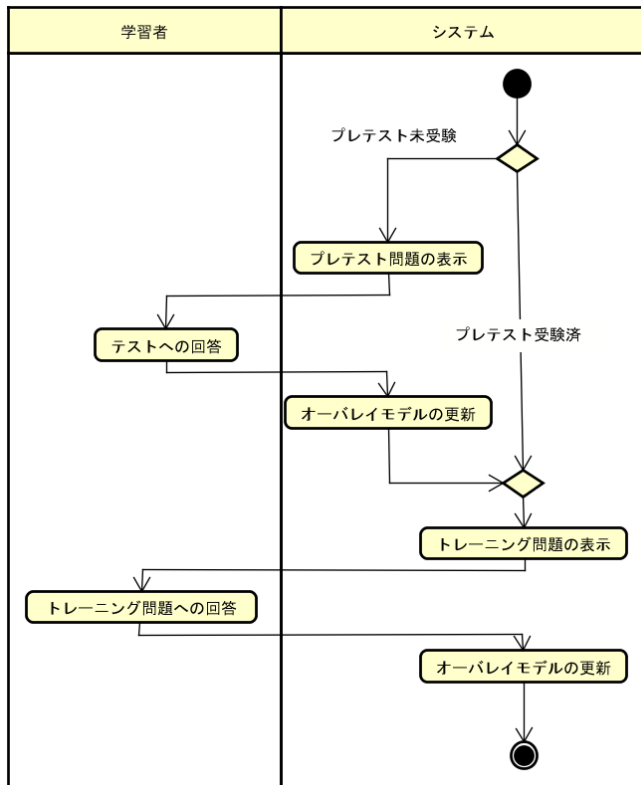 学習者
システム
プレテスト未受験
プレテスト問題の表示
テストへの回答
プレテスト受験済
オーバレイモデルの更新
トレーニング問題の表示
トレーニング問題への回答
オーバレイモデルの更新